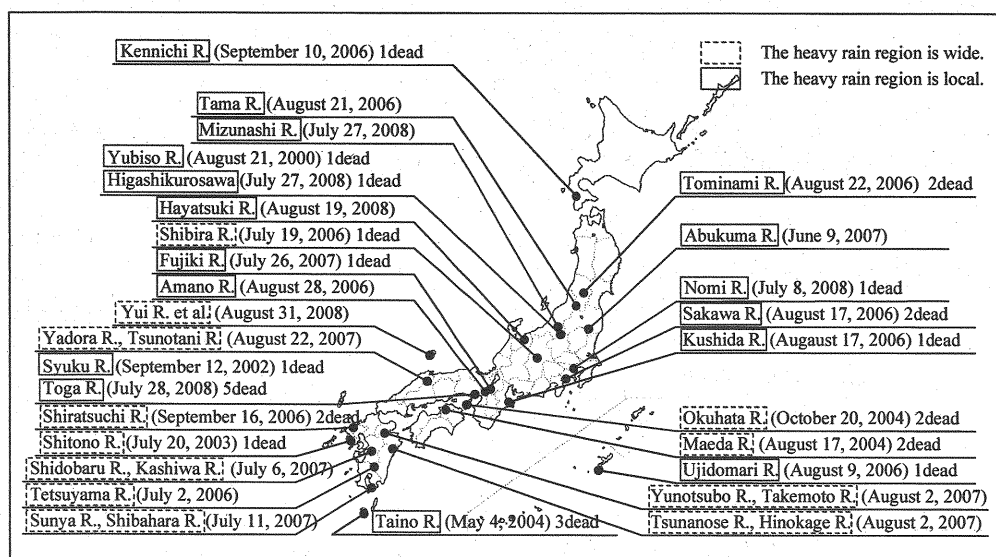 Kennichi R. (September 10, 2006) 1dead
The heavy rain region is wide.
The heavy rain region is local.
Tama R. (August 21, 2006)
Mizunashi R. (July 27, 2008)
Yubiso R. (August 21, 2000) 1dead
Higashikurosawa (July 27, 2008) 1dead
Hayatsuki R. (August 19, 2008)
Shibira R. (July 19, 2006) 1dead
Fujiki R. (July 26, 2007) 1dead
Amano R. (August 28, 2006)
Yui R. et al. (August 31, 2008)
Yadora R., Tsunotani R. (August 22, 2007)
Syuku R. (September 12, 2002) 1dead
Toga R. (July 28, 2008) 5dead
Shiratsuchi R. (September 16, 2006) 2dead
Shitono R. (July 20, 2003) 1dead
Shidobaru R., Kashiwa R. (July 6, 2007)
Tetsuyama R. (July 2, 2006)
Sunya R., Shibahara R. (July 11, 2007)
Taino R. (May 4, 2004) 3dead
Tominami R. (August 22, 2006) 2dead
Abukuma R. (June 9, 2007)
Nomi R. (July 8, 2008) 1dead
Sakawa R. (August 17, 2006) 2dead
Kushida R. (Augaust 17, 2006) 1dead
Okuhata R. (October 20, 2004) 2dead
Maeda R. (August 17, 2004) 2dead
Ujidomari R. (August 9, 2006) 1dead
Yunotsubo R., Takemoto R. (August 2, 2007)
Tsunanose R., Hinokage R. (August 2, 2007)